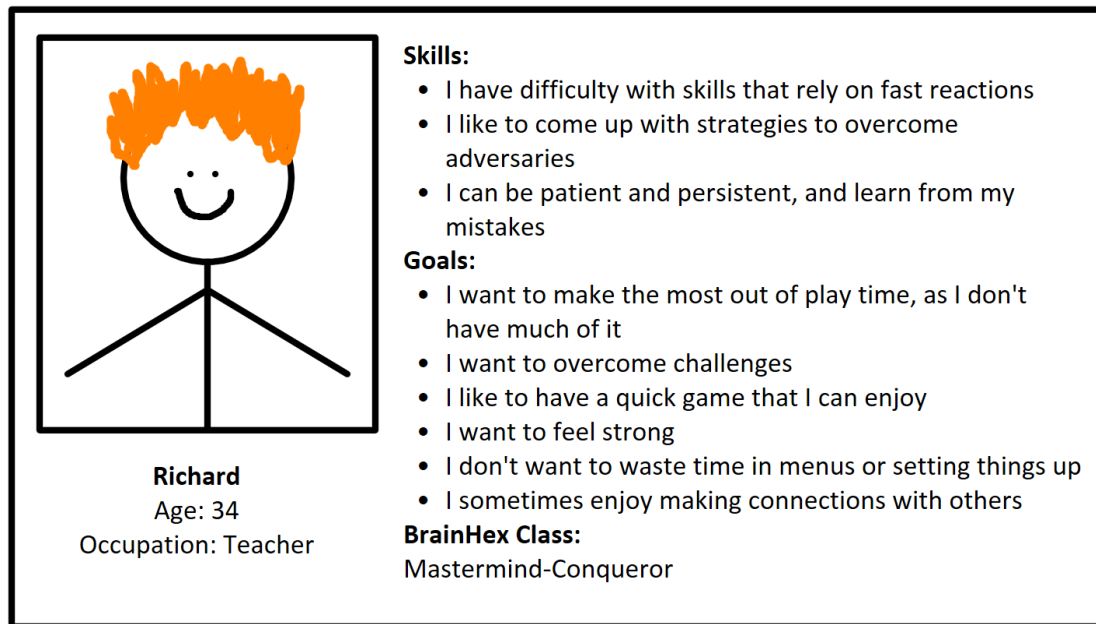 Richard
Age: 34
Occupation: Teacher
Skills:
• I have difficulty with skills that rely on fast reactions
• I like to come up with strategies to overcome
adversaries
• I can be patient and persistent, and learn from my
mistakes
Goals:
• I want to make the most out of play time, as I don't
have much of it
• I want to overcome challenges
• I like to have a quick game that I can enjoy
• I want to feel strong
• I don't want to waste time in menus or setting things up
• I sometimes enjoy making connections with others
BrainHex Class:
Mastermind-Conqueror